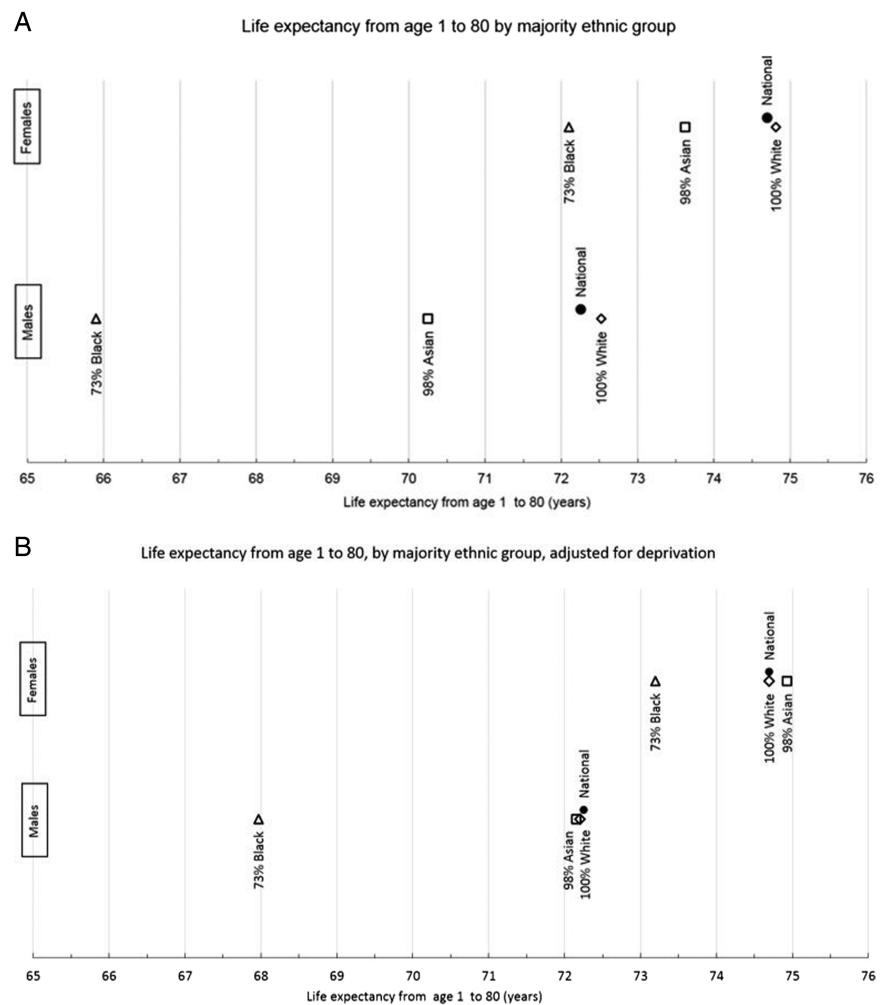 A
Life expectancy from age 1 to 80 by majority ethnic group
Females
73% Black
98% Asian
National
100% White
Males
73% Black
98% Asian
National
100% White
65 66 67 68 69 70 71 72 73 74 75 76
Life expectancy from age 1 to 80 (years)
B
Life expectancy from age 1 to 80, by majority ethnic group, adjusted for deprivation
Females
73% Black
National
100% White
98% Asian
Males
73% Black
98% Asian
National
100% White
65 66 67 68 69 70 71 72 73 74 75 76
Life expectancy from age 1 to 80 (years)